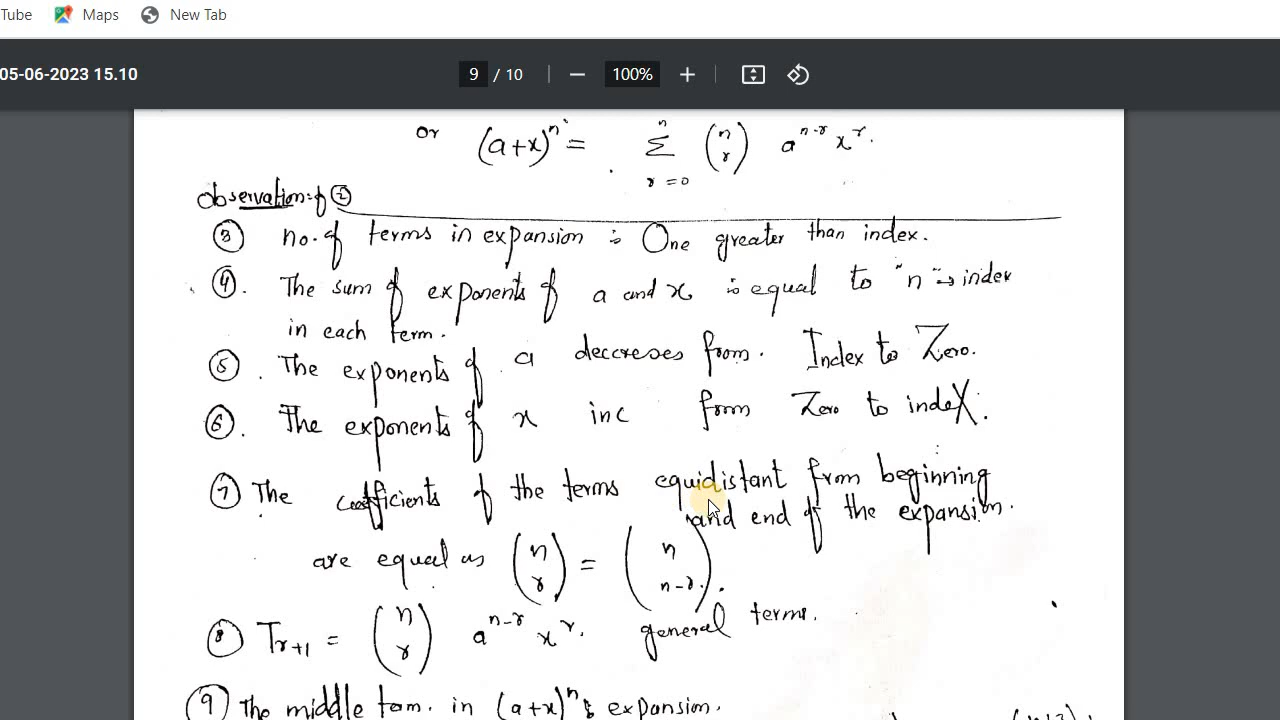 Tube Maps New Tab
05-06-2023 15.10 9 / 10 100%
or (a+x)^n = Σ_{r=0}^{n} (n r) a^{n-r} x^r.
observation of ②
③ no. of terms in expansion is One greater than index.
④. The sum of exponents of a and x is equal to "n" → index
in each term.
⑤. The exponents of a decreses from. Index to Zero.
⑥. The exponents of x inc from Zero to indeX.
⑦ The coefficients of the terms equidistant from beginning
and end of the expansion.
are equal as (n r) = (n n-r).
⑧ T_{r+1} = (n r) a^{n-r} x^r. general terms.
⑨ The middle in (a+x)^n expansion.